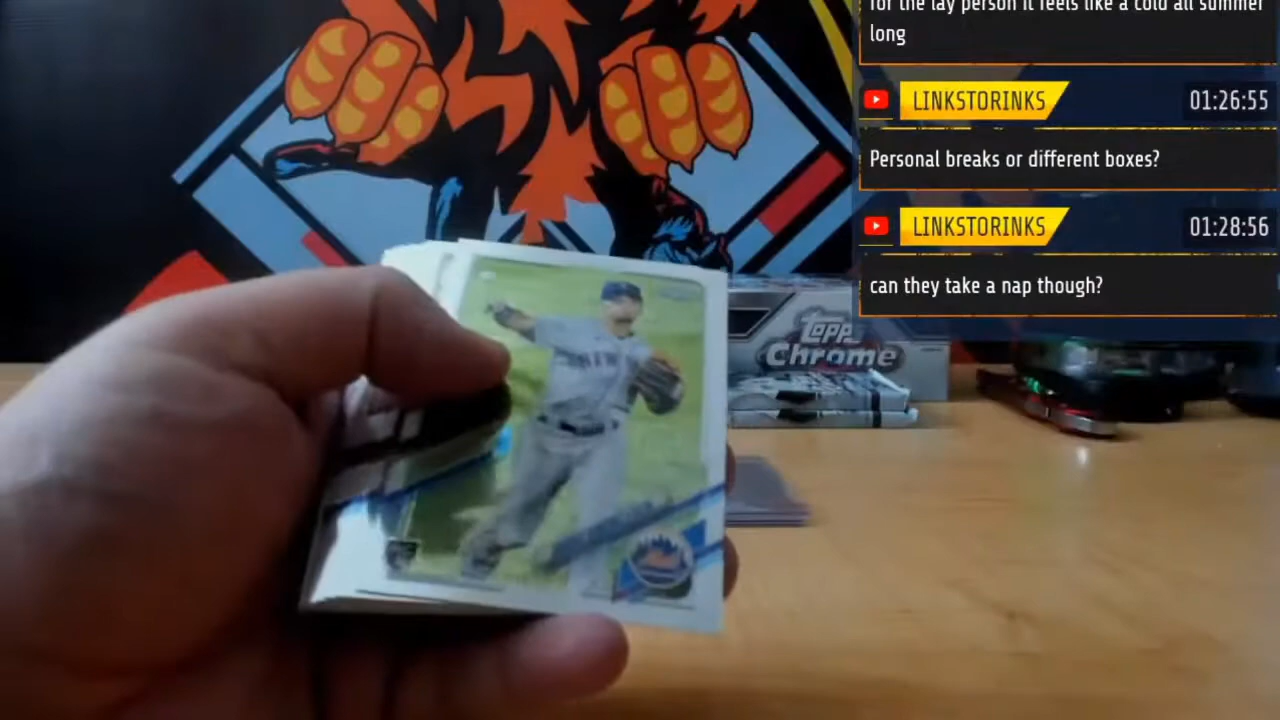 for the lay person it feels like a cold all summer
long
LINKSTORINKS 01:26:55
Personal breaks or different boxes?
LINKSTORINKS 01:28:56
can they take a nap though?
Topps
Chrome